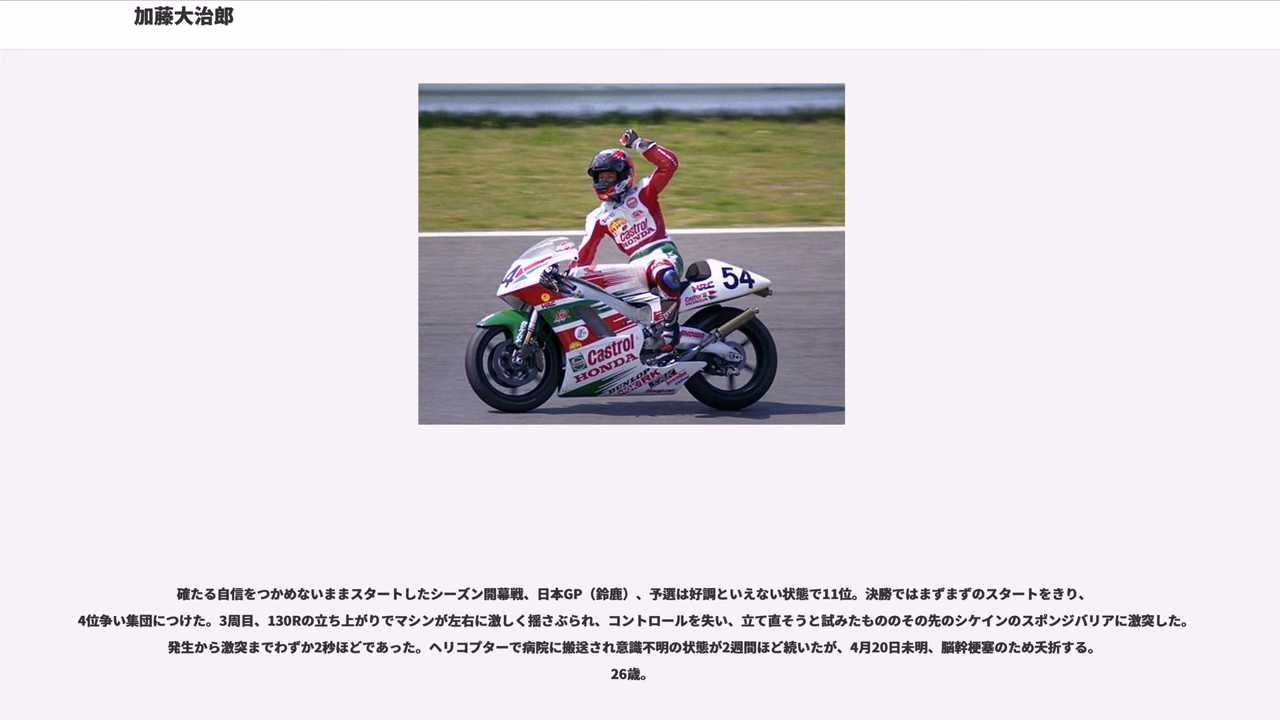 加藤大治郎
Castrol
HONDA
54
HRC
4
Castrol
HONDA
DUNLOP
確たる自信をつかめないままスタートしたシーズン開幕戦、日本GP（鈴鹿）、予選は好調といえない状態で11位。決勝ではまずまずのスタートをきり、
4位争い集団につけた。3周目、130Rの立ち上がりでマシンが左右に激しく揺さぶられ、コントロールを失い、立て直そうと試みたもののその先のシケインのスポンジバリアに激突した。
発生から激突までわずか2秒ほどであった。ヘリコプターで病院に搬送され意識不明の状態が2週間ほど続いたが、4月20日未明、脳幹梗塞のため夭折する。
26歳。